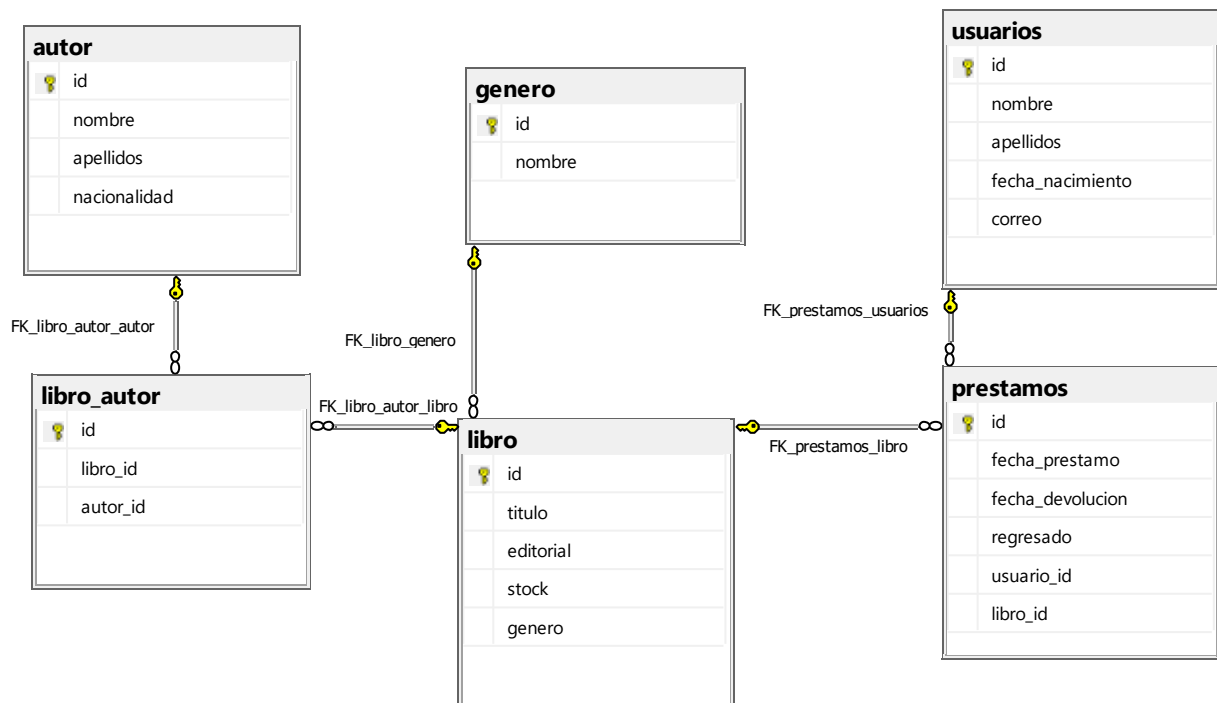 autor
id
nombre
apellidos
nacionalidad
genero
id
nombre
usuarios
id
nombre
apellidos
fecha_nacimiento
correo
FK_libro_autor_autor
FK_libro_genero
FK_prestamos_usuarios
libro_autor
id
libro_id
autor_id
FK_libro_autor_libro
libro
id
titulo
editorial
stock
genero
FK_prestamos_libro
prestamos
id
fecha_prestamo
fecha_devolucion
regresado
usuario_id
libro_id